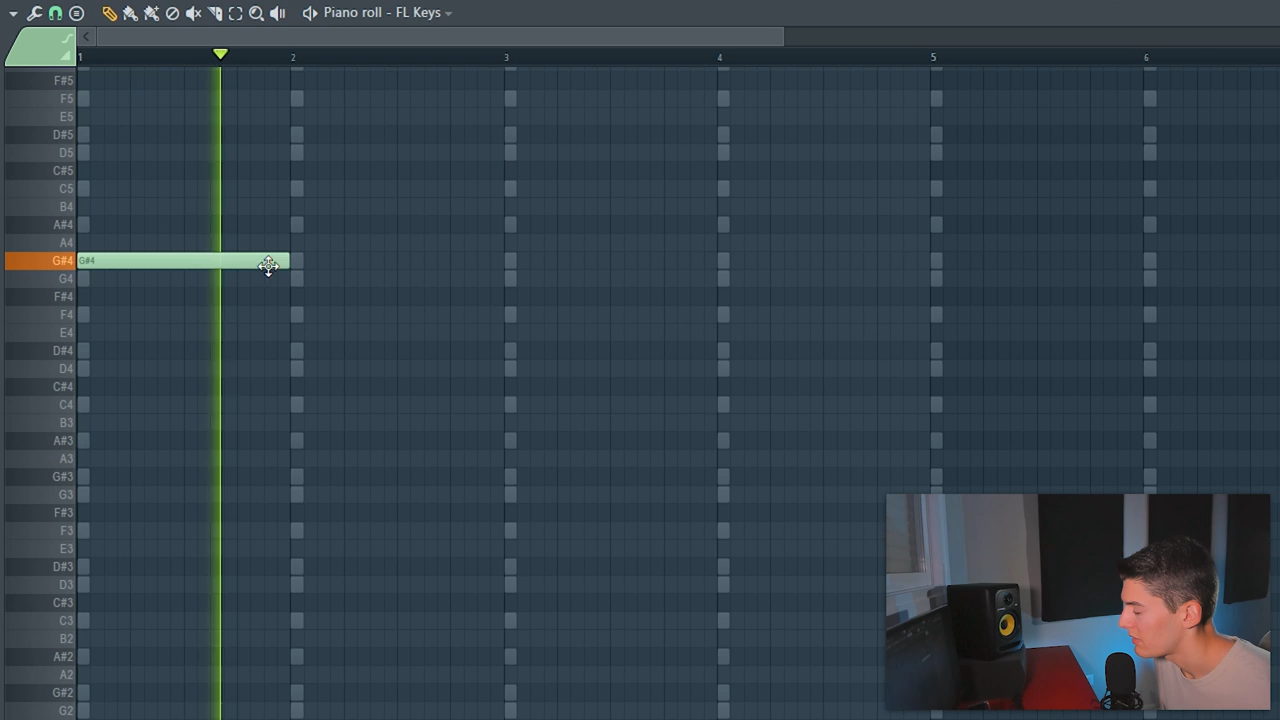 Piano roll - FL Keys
1 2 3 4 5 6
F#5
F5
E5
D#5
D5
C#5
C5
B4
A#4
A4
G#4 G#4
G4
F#4
F4
E4
D#4
D4
C#4
C4
B3
A#3
A3
G#3
G3
F#3
F3
E3
D#3
D3
C#3
C3
B2
A#2
A2
G#2
G2